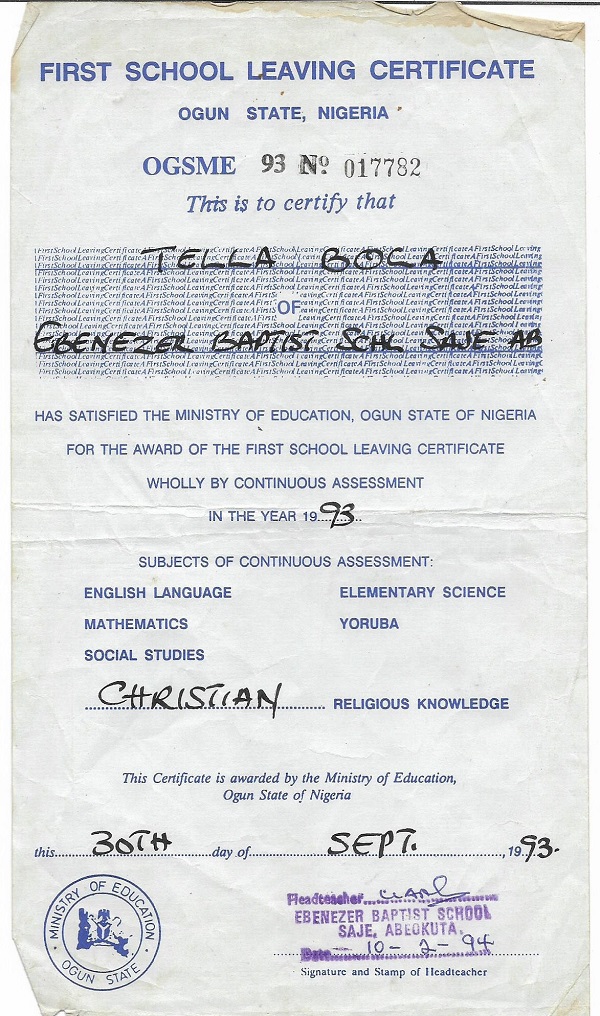 FIRST SCHOOL LEAVING CERTIFICATE
OGUN STATE, NIGERIA
OGSME 93 No 017782
This is to certify that
TELLA BOLA
OF
EBENEZER BAPTIST SCHL SAJE AB
HAS SATISFIED THE MINISTRY OF EDUCATION, OGUN STATE OF NIGERIA
FOR THE AWARD OF THE FIRST SCHOOL LEAVING CERTIFICATE
WHOLLY BY CONTINUOUS ASSESSMENT
IN THE YEAR 1993
SUBJECTS OF CONTINUOUS ASSESSMENT:
ENGLISH LANGUAGE ELEMENTARY SCIENCE
MATHEMATICS YORUBA
SOCIAL STUDIES
CHRISTIAN RELIGIOUS KNOWLEDGE
This Certificate is awarded by the Ministry of Education,
Ogun State of Nigeria
this 30TH day of SEPT., 1993.
MINISTRY OF EDUCATION
OGUN STATE
Headteacher
EBENEZER BAPTIST SCHOOL
SAJE, ABEOKUTA.
Date 10-2-94
Signature and Stamp of Headteacher